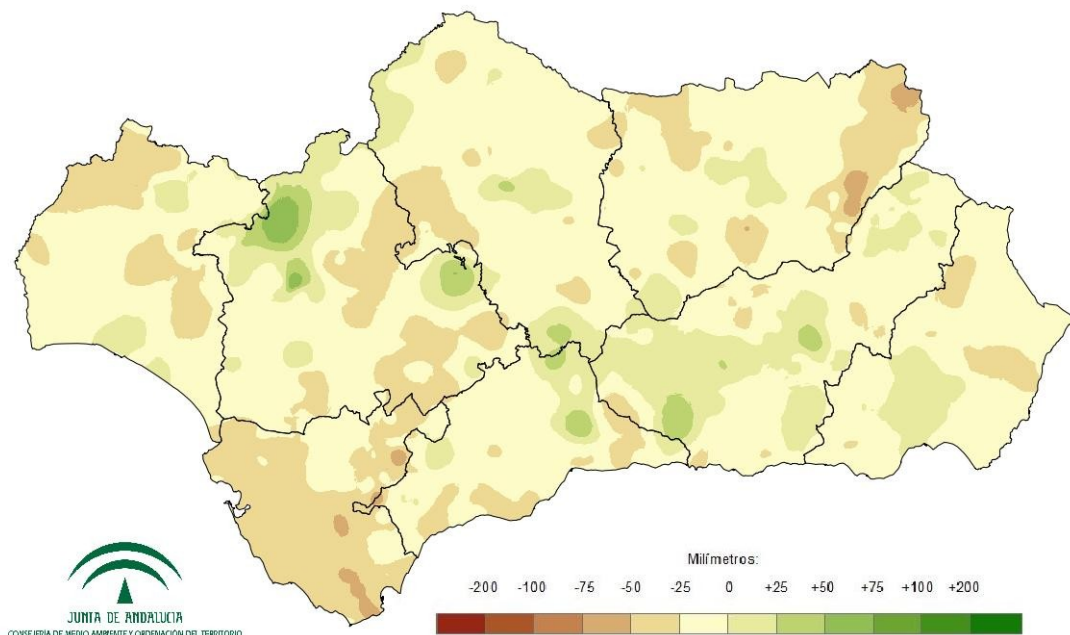 Milímetros:
-200 -100 -75 -50 -25 0 +25 +50 +75 +100 +200
JUNTA DE ANDALUCIA
CONSEJERIA DE MEDIO AMBIENTE Y ORDENACIÓN DEL TERRITORIO